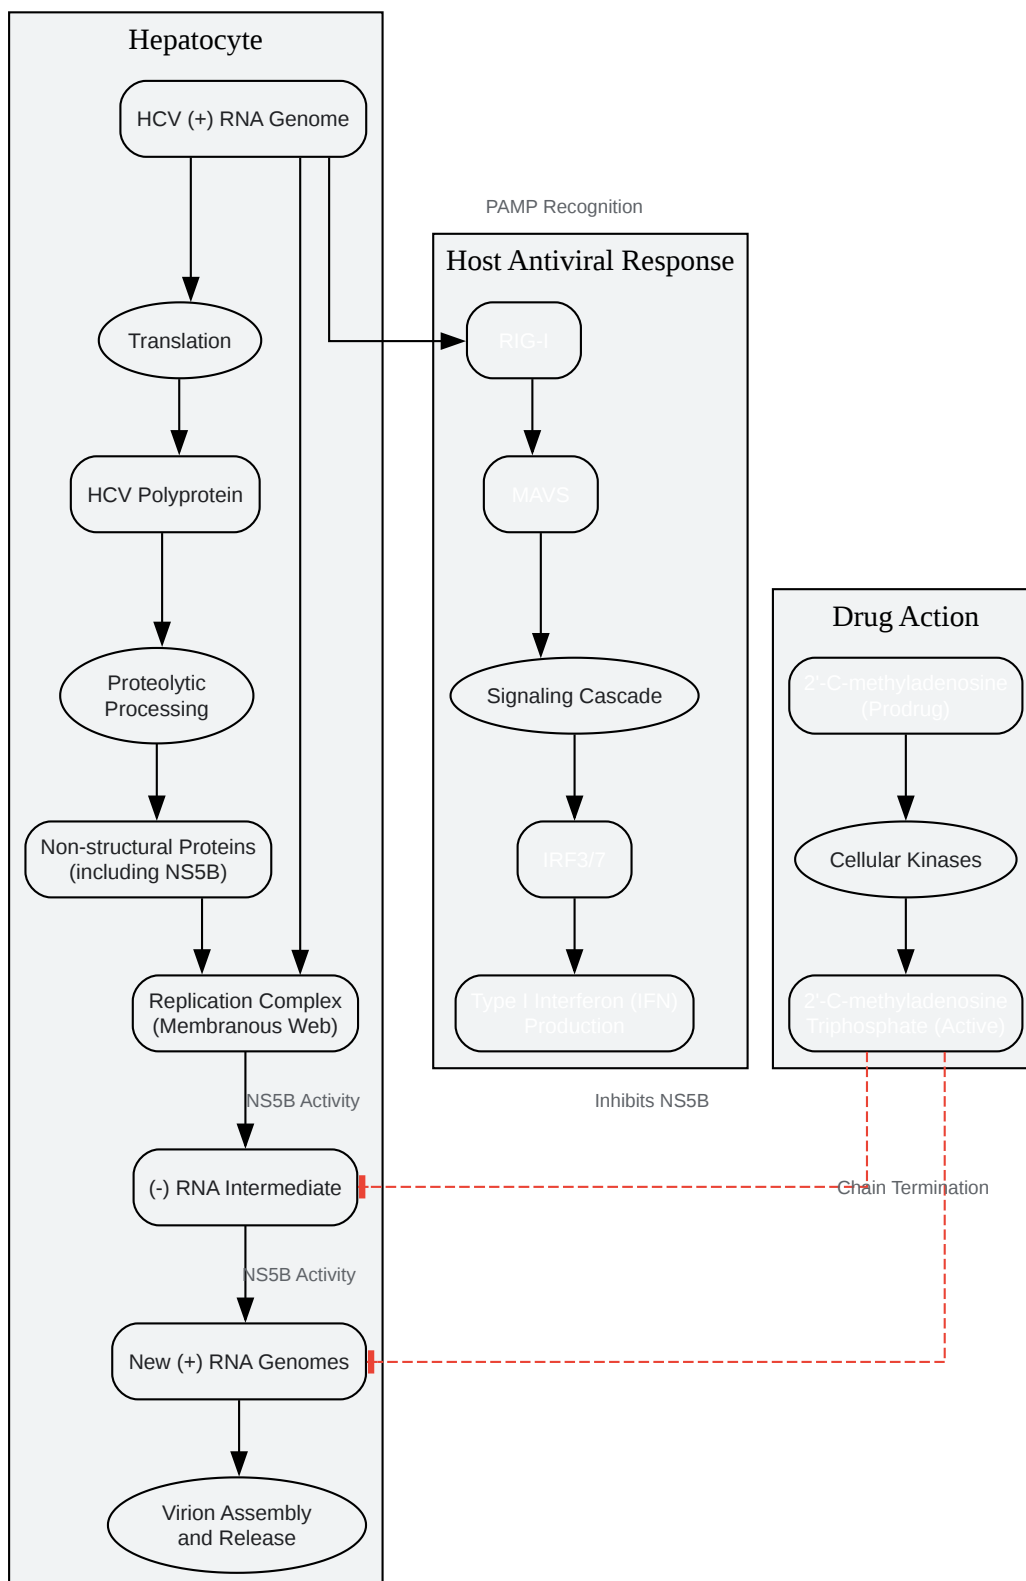 Hepatocyte
HCV (+) RNA Genome
Translation
HCV Polyprotein
Proteolytic
Processing
Non-structural Proteins
(including NS5B)
Replication Complex
(Membranous Web)
NS5B Activity
(-) RNA Intermediate
NS5B Activity
New (+) RNA Genomes
Virion Assembly
and Release
PAMP Recognition
Host Antiviral Response
RIG-I
MAVS
Signaling Cascade
IRF3/7
Type I Interferon (IFN)
Production
Drug Action
2'-C-methyladenosine
(Prodrug)
Cellular Kinases
2'-C-methyladenosine
Triphosphate (Active)
Inhibits NS5B
Chain Termination